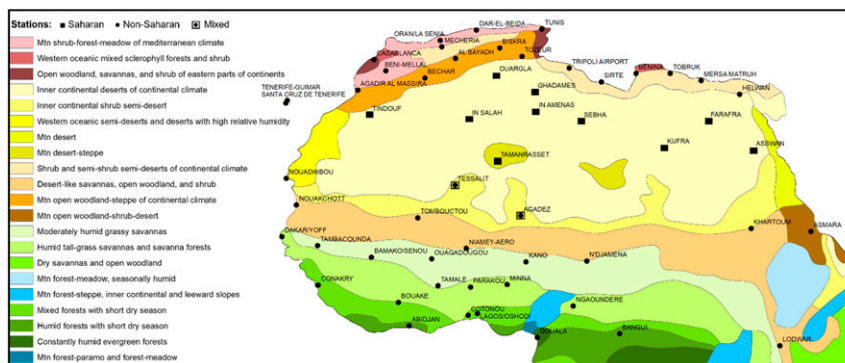 Stations: Saharan Non-Saharan Mixed
Mtn shrub-forest-meadow of mediterranean climate
Western oceanic mixed sclerophyll forests and shrub
Open woodland, savannas, and shrub of eastern parts of continents
Inner continental deserts of continental climate
Inner continental shrub semi-desert
Western oceanic semi-deserts and deserts with high relative humidity
Mtn desert
Mtn desert-steppe
Shrub and semi-shrub semi-deserts of continental climate
Desert-like savannas, open woodland, and shrub
Mtn open woodland-steppe of continental climate
Mtn open woodland-shrub-desert
Moderately humid grassy savannas
Humid tall-grass savannas and savanna forests
Dry savannas and open woodland
Mtn forest-meadow, seasonally humid
Mtn forest-steppe, inner continental and leeward slopes
Mixed forests with short dry season
Humid forests with short dry season
Constantly humid evergreen forests
Mtn forest-paramo and forest-meadow
DAR-EL-BEIDA
TUNIS
ORAN/LA SENIA
MECHERIA
BISKRA
CASABLANCA
AL BAYADH
TOZEUR
BENI-MELLAL
BECHAR
OUARGLA
TRIPOLI AIRPORT
BENINA
TOBRUK
SIRTE
MERSA MATRUH
AGADIR AL MASSIRA
GHADAMES
HELWAN
TENERIFE-GUIMAR
SANTA CRUZ DE TENERIFE
TINDOUF
IN SALAH
IN AMENAS
SEBHA
FARAFRA
KUFRA
ASSWAN
TAMANRASSET
TESSALIT
NOUADHIBOU
NOUAKCHOTT
TOMBOUCTOU
AGADEZ
KHARTOUM
ASMARA
DAKAR/YOFF
TAMBACOUNDA
BAMAKO/SENOU
OUAGADOUGOU
NIAMEY-AERO
KANO
N'DJAMENA
CONAKRY
TAMALE
PARAKOU
MINNA
BOUAKE
COTONOU
LAGOS/OSHODI
NGAOUNDERE
ABIDJAN
DOUALA
BANGUI
LODWAR